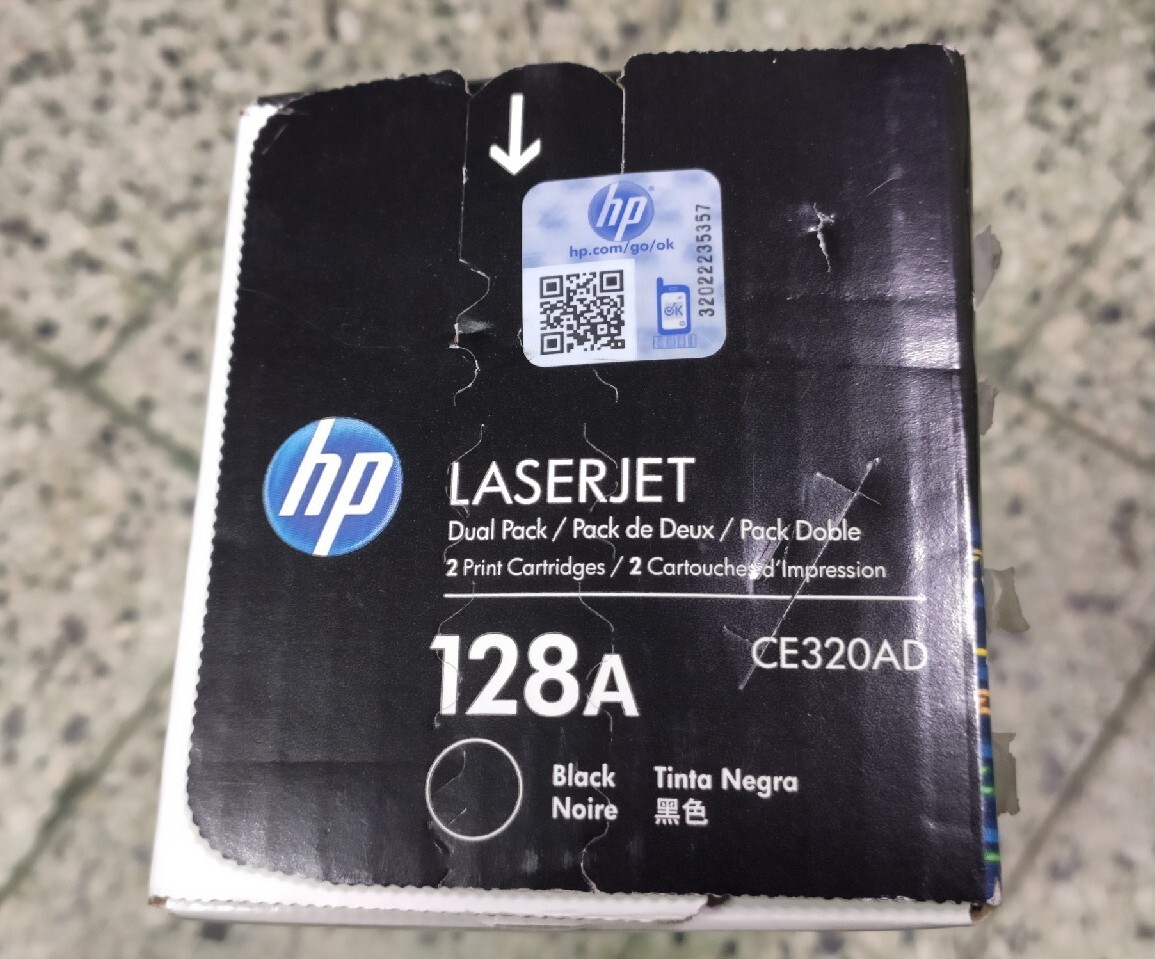 hp
hp.com/go/ok
OK
32022235357
hp
LASERJET
Dual Pack / Pack de Deux / Pack Doble
2 Print Cartridges / 2 Cartouches d'Impression
128A
CE320AD
Black Tinta Negra
Noire 黑色